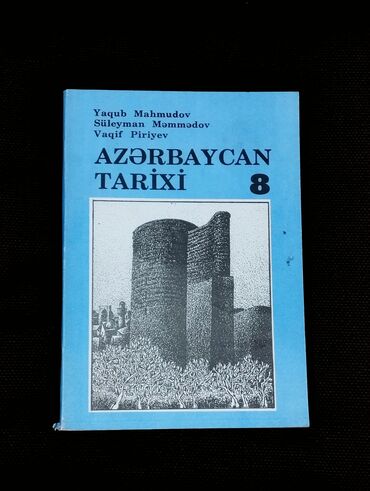 Yaqub Mahmudov
Süleyman Məmmədov
Vaqif Piriyev
AZƏRBAYCAN
TARİXİ 8